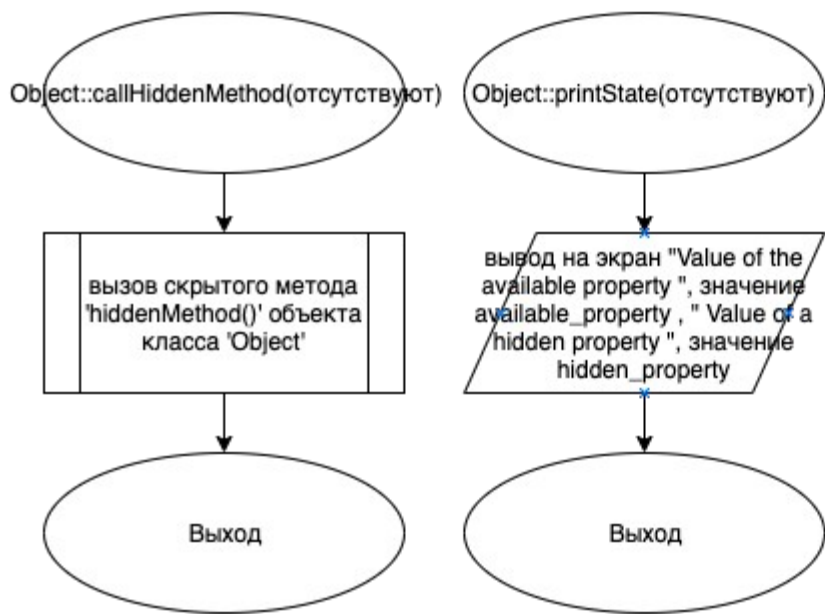 Object::callHiddenMethod(отсутствуют)
вызов скрытого метода
'hiddenMethod()' объекта
класса 'Object'
Выход
Object::printState(отсутствуют)
вывод на экран "Value of the
available property ", значение
available_property , " Value of a
hidden property ", значение
hidden_property
Выход